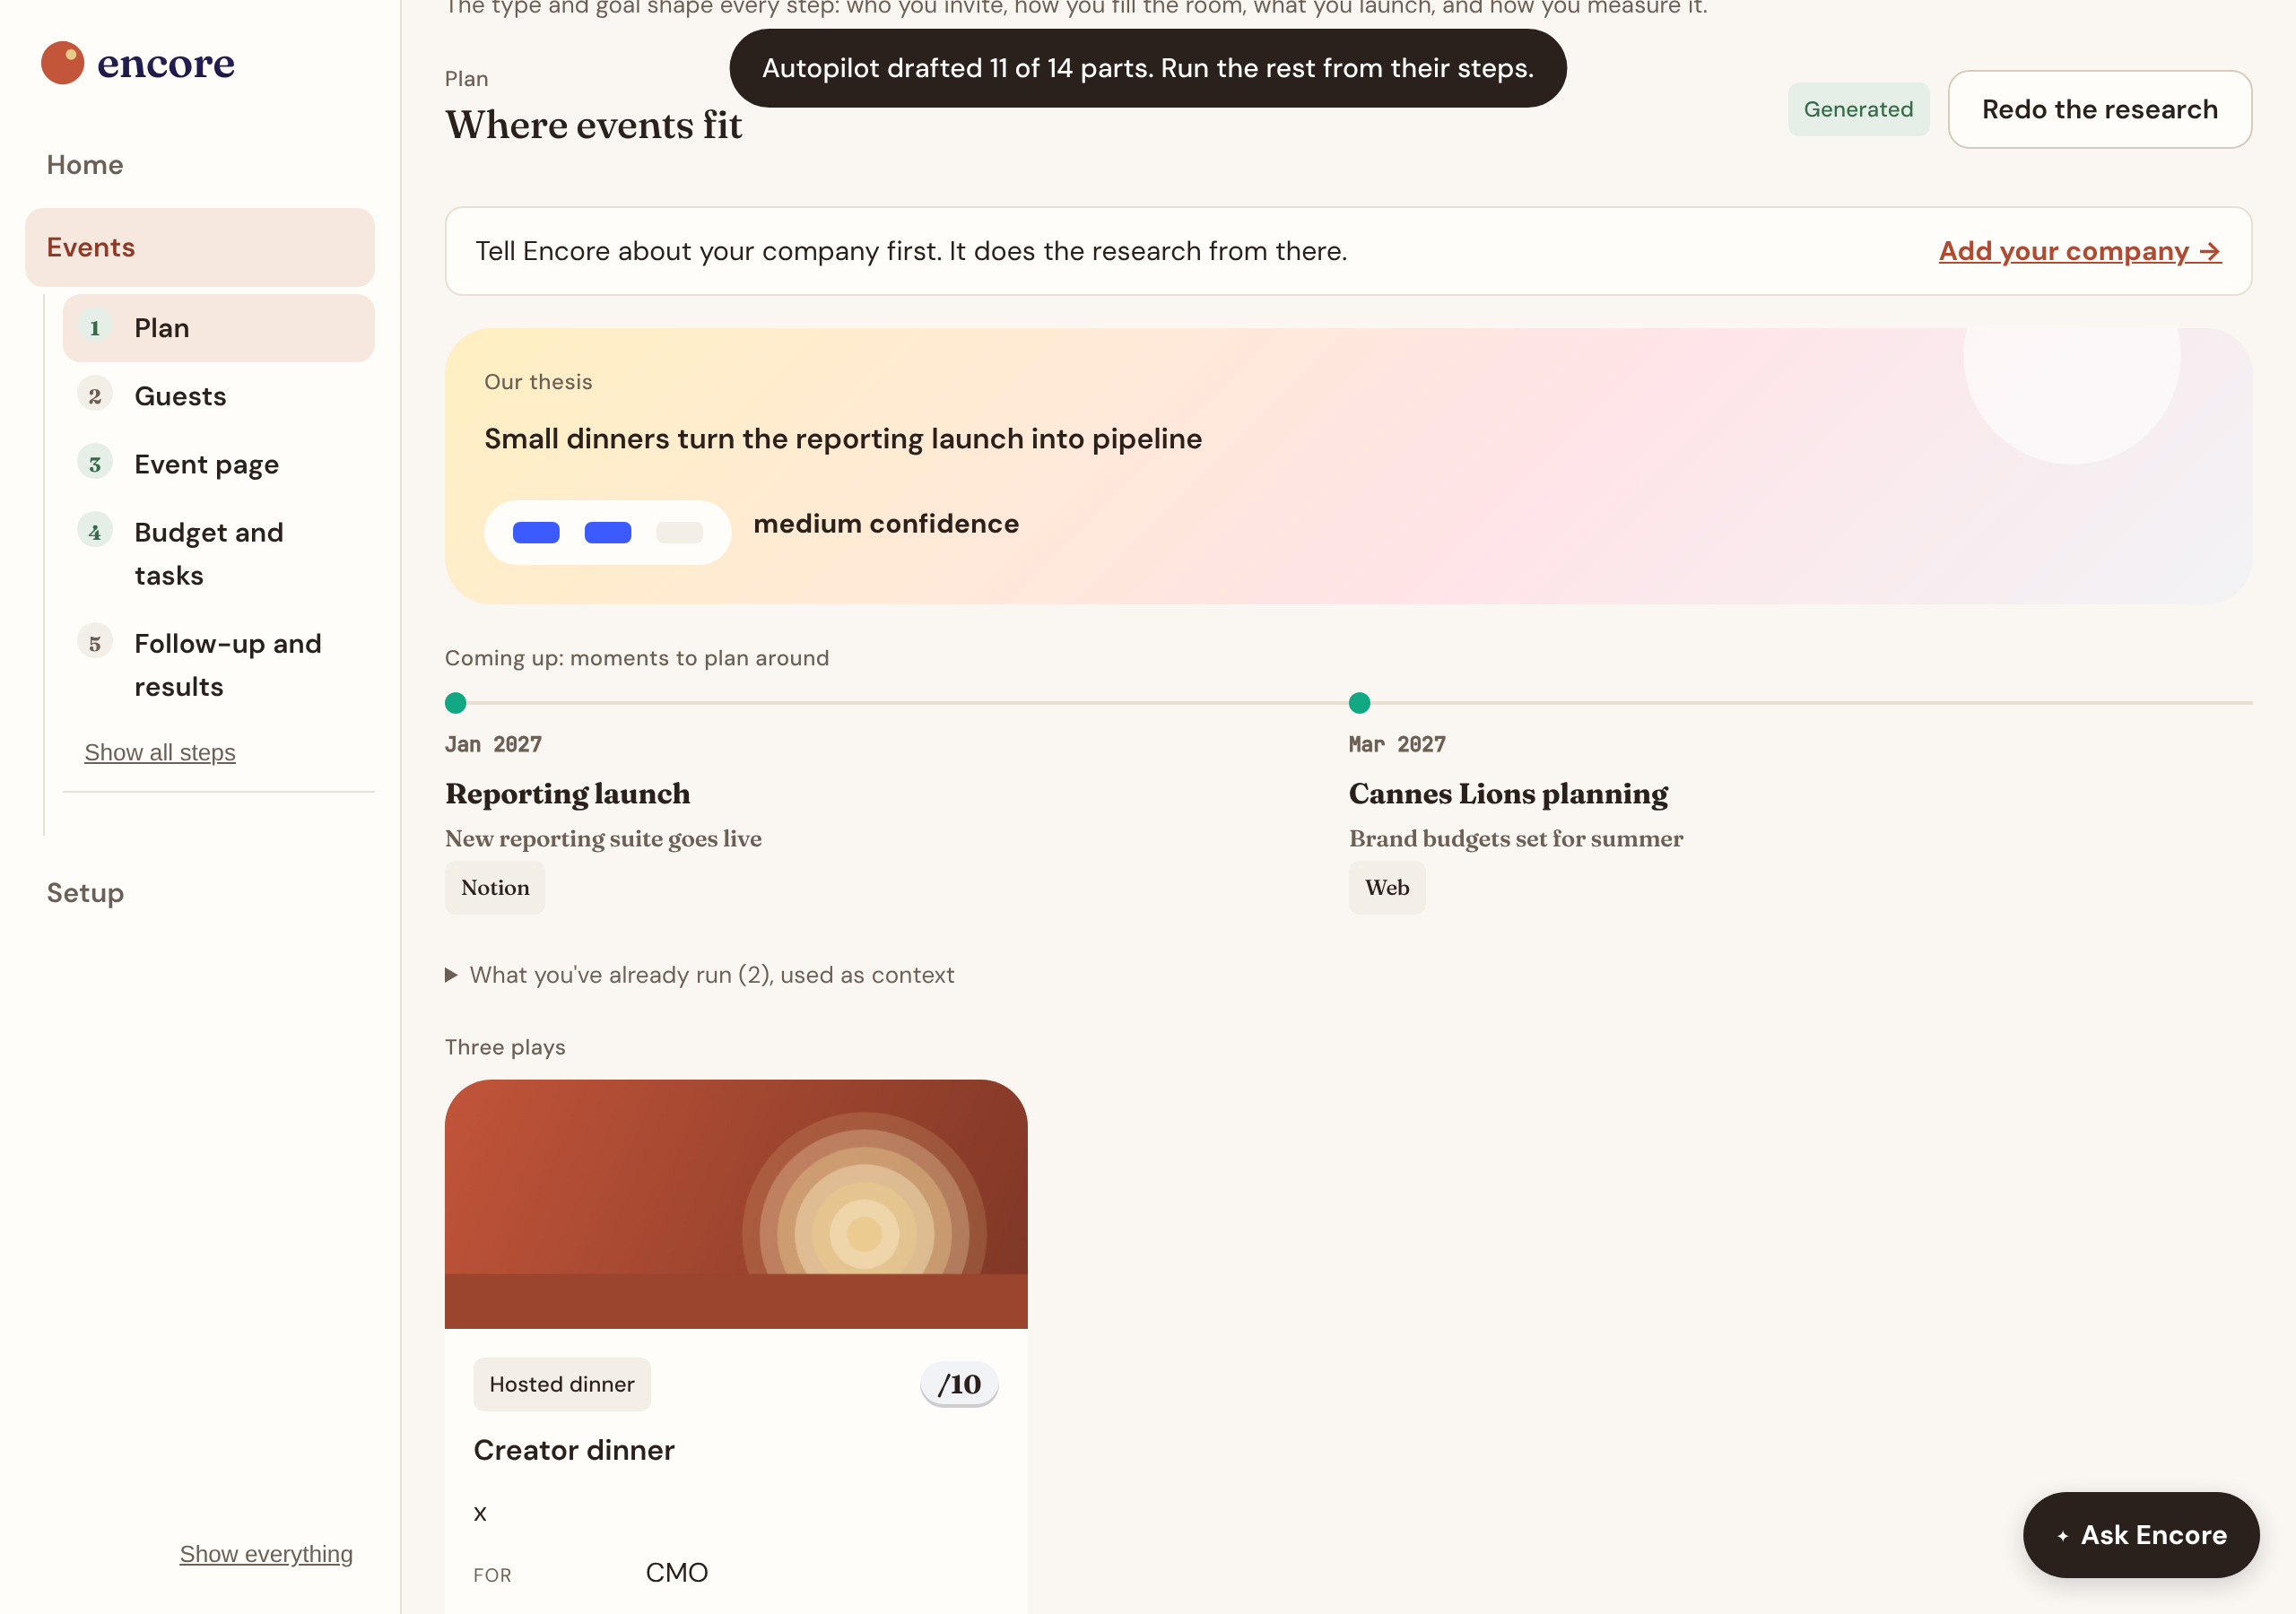 encore
Home
Events
1 Plan
2 Guests
3 Event page
4 Budget and
tasks
5 Follow-up and
results
Show all steps
Setup
Show everything
The type and goal shape every step: who you invite, how you fill the room, what you launch, and how you measure it.
Autopilot drafted 11 of 14 parts. Run the rest from their steps.
Plan
Where events fit
Generated
Redo the research
Tell Encore about your company first. It does the research from there.
Add your company →
Our thesis
Small dinners turn the reporting launch into pipeline
medium confidence
Coming up: moments to plan around
Jan 2027
Reporting launch
New reporting suite goes live
Notion
Mar 2027
Cannes Lions planning
Brand budgets set for summer
Web
▶ What you've already run (2), used as context
Three plays
Hosted dinner
/10
Creator dinner
x
FOR CMO
✦ Ask Encore